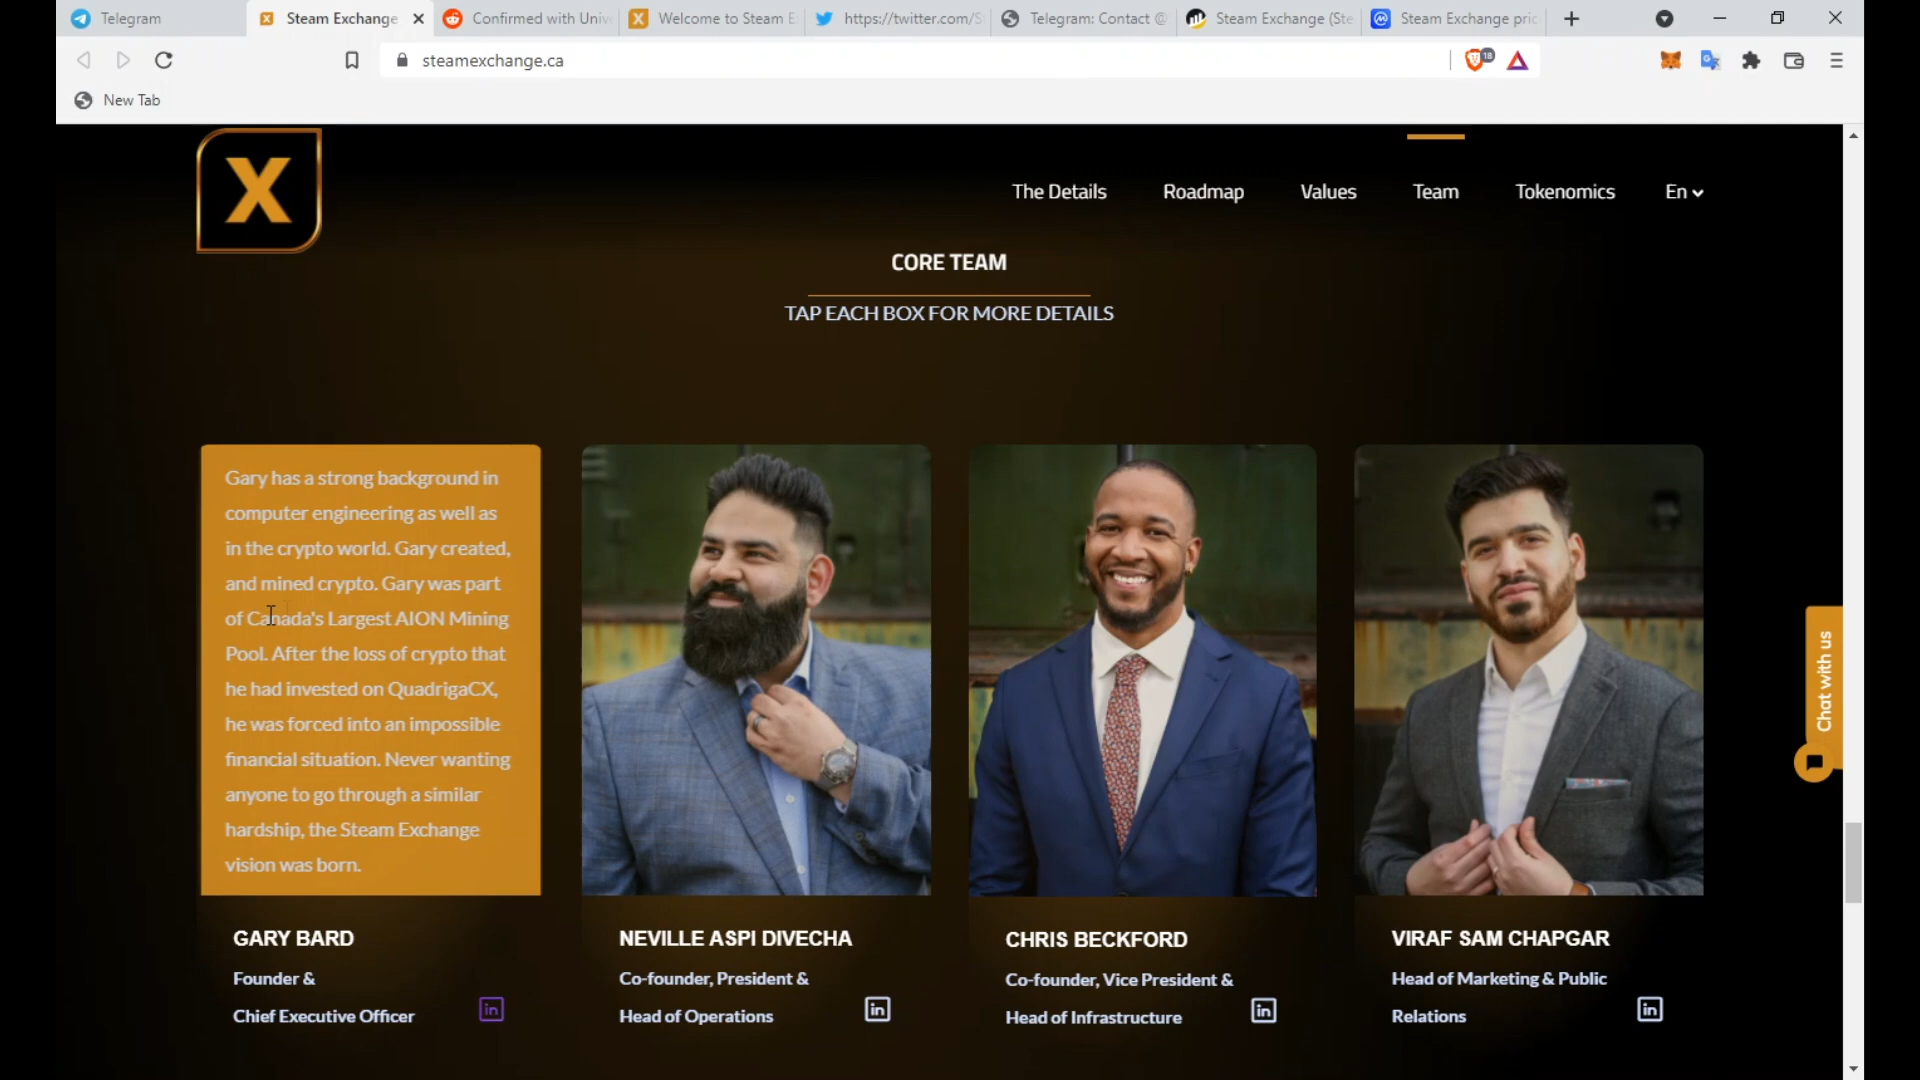 Telegram
Steam Exchange
Confirmed with Univ
Welcome to Steam E
https://twitter.com/S
Telegram: Contact @
Steam Exchange (Ste
Steam Exchange pric
steamexchange.ca
18
New Tab
X
The Details
Roadmap
Values
Team
Tokenomics
En
CORE TEAM
TAP EACH BOX FOR MORE DETAILS
Gary has a strong background in
computer engineering as well as
in the crypto world. Gary created,
and mined crypto. Gary was part
of Canada's Largest AION Mining
Pool. After the loss of crypto that
he had invested on QuadrigaCX,
he was forced into an impossible
financial situation. Never wanting
anyone to go through a similar
hardship, the Steam Exchange
vision was born.
Chat with us
GARY BARD
Founder &
Chief Executive Officer
in
NEVILLE ASPI DIVECHA
Co-founder, President &
Head of Operations
in
CHRIS BECKFORD
Co-founder, Vice President &
Head of Infrastructure
in
VIRAF SAM CHAPGAR
Head of Marketing & Public
Relations
in